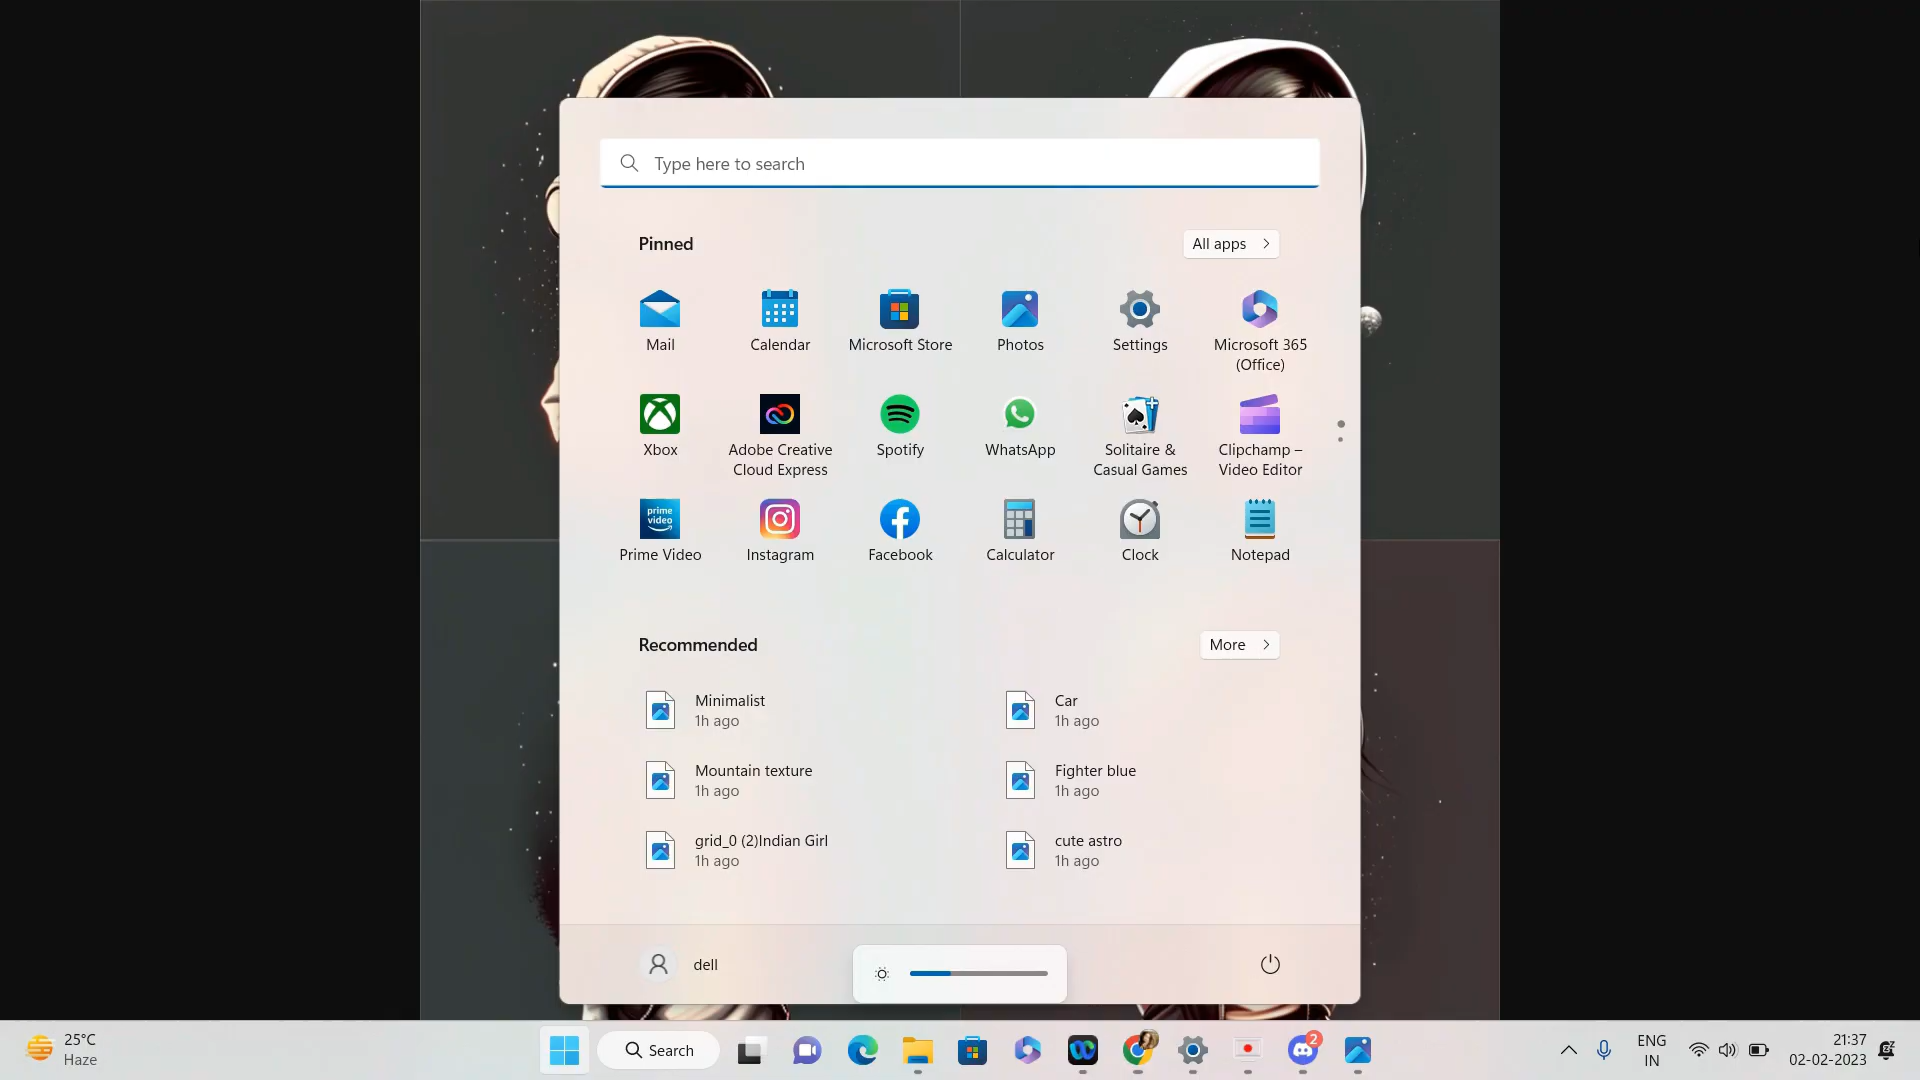 Type here to search
Pinned
All apps
Mail
Calendar
Microsoft Store
Photos
Settings
Microsoft 365
(Office)
Xbox
Adobe Creative
Cloud Express
Spotify
WhatsApp
Solitaire &
Casual Games
Clipchamp –
Video Editor
prime
video
Prime Video
Instagram
Facebook
Calculator
Clock
Notepad
Recommended
More
Minimalist
1h ago
Car
1h ago
Mountain texture
1h ago
Fighter blue
1h ago
grid_0 (2)Indian Girl
1h ago
cute astro
1h ago
dell
25°C
Haze
Search
2
ENG
IN
21:37
02-02-2023